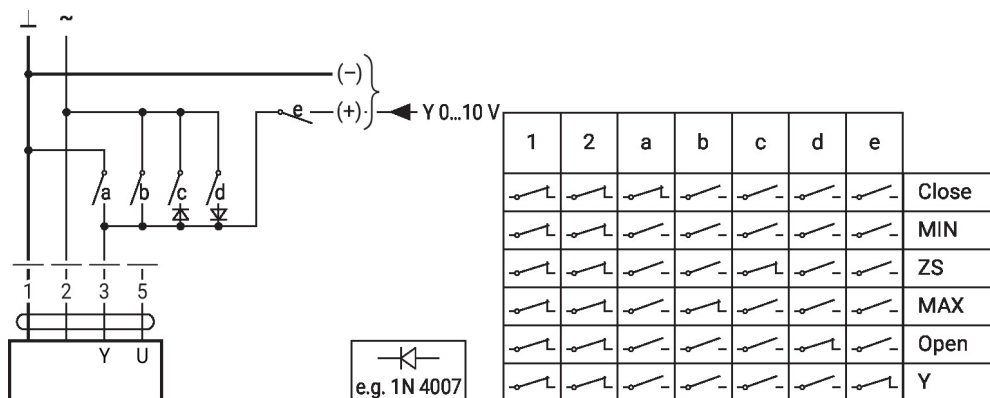 ⊥ ~
(–)
e (+) Y 0...10 V
a b c d
1 2 3 5
Y U
e.g. 1N 4007
1 2 a b c d e
Close
MIN
ZS
MAX
Open
Y